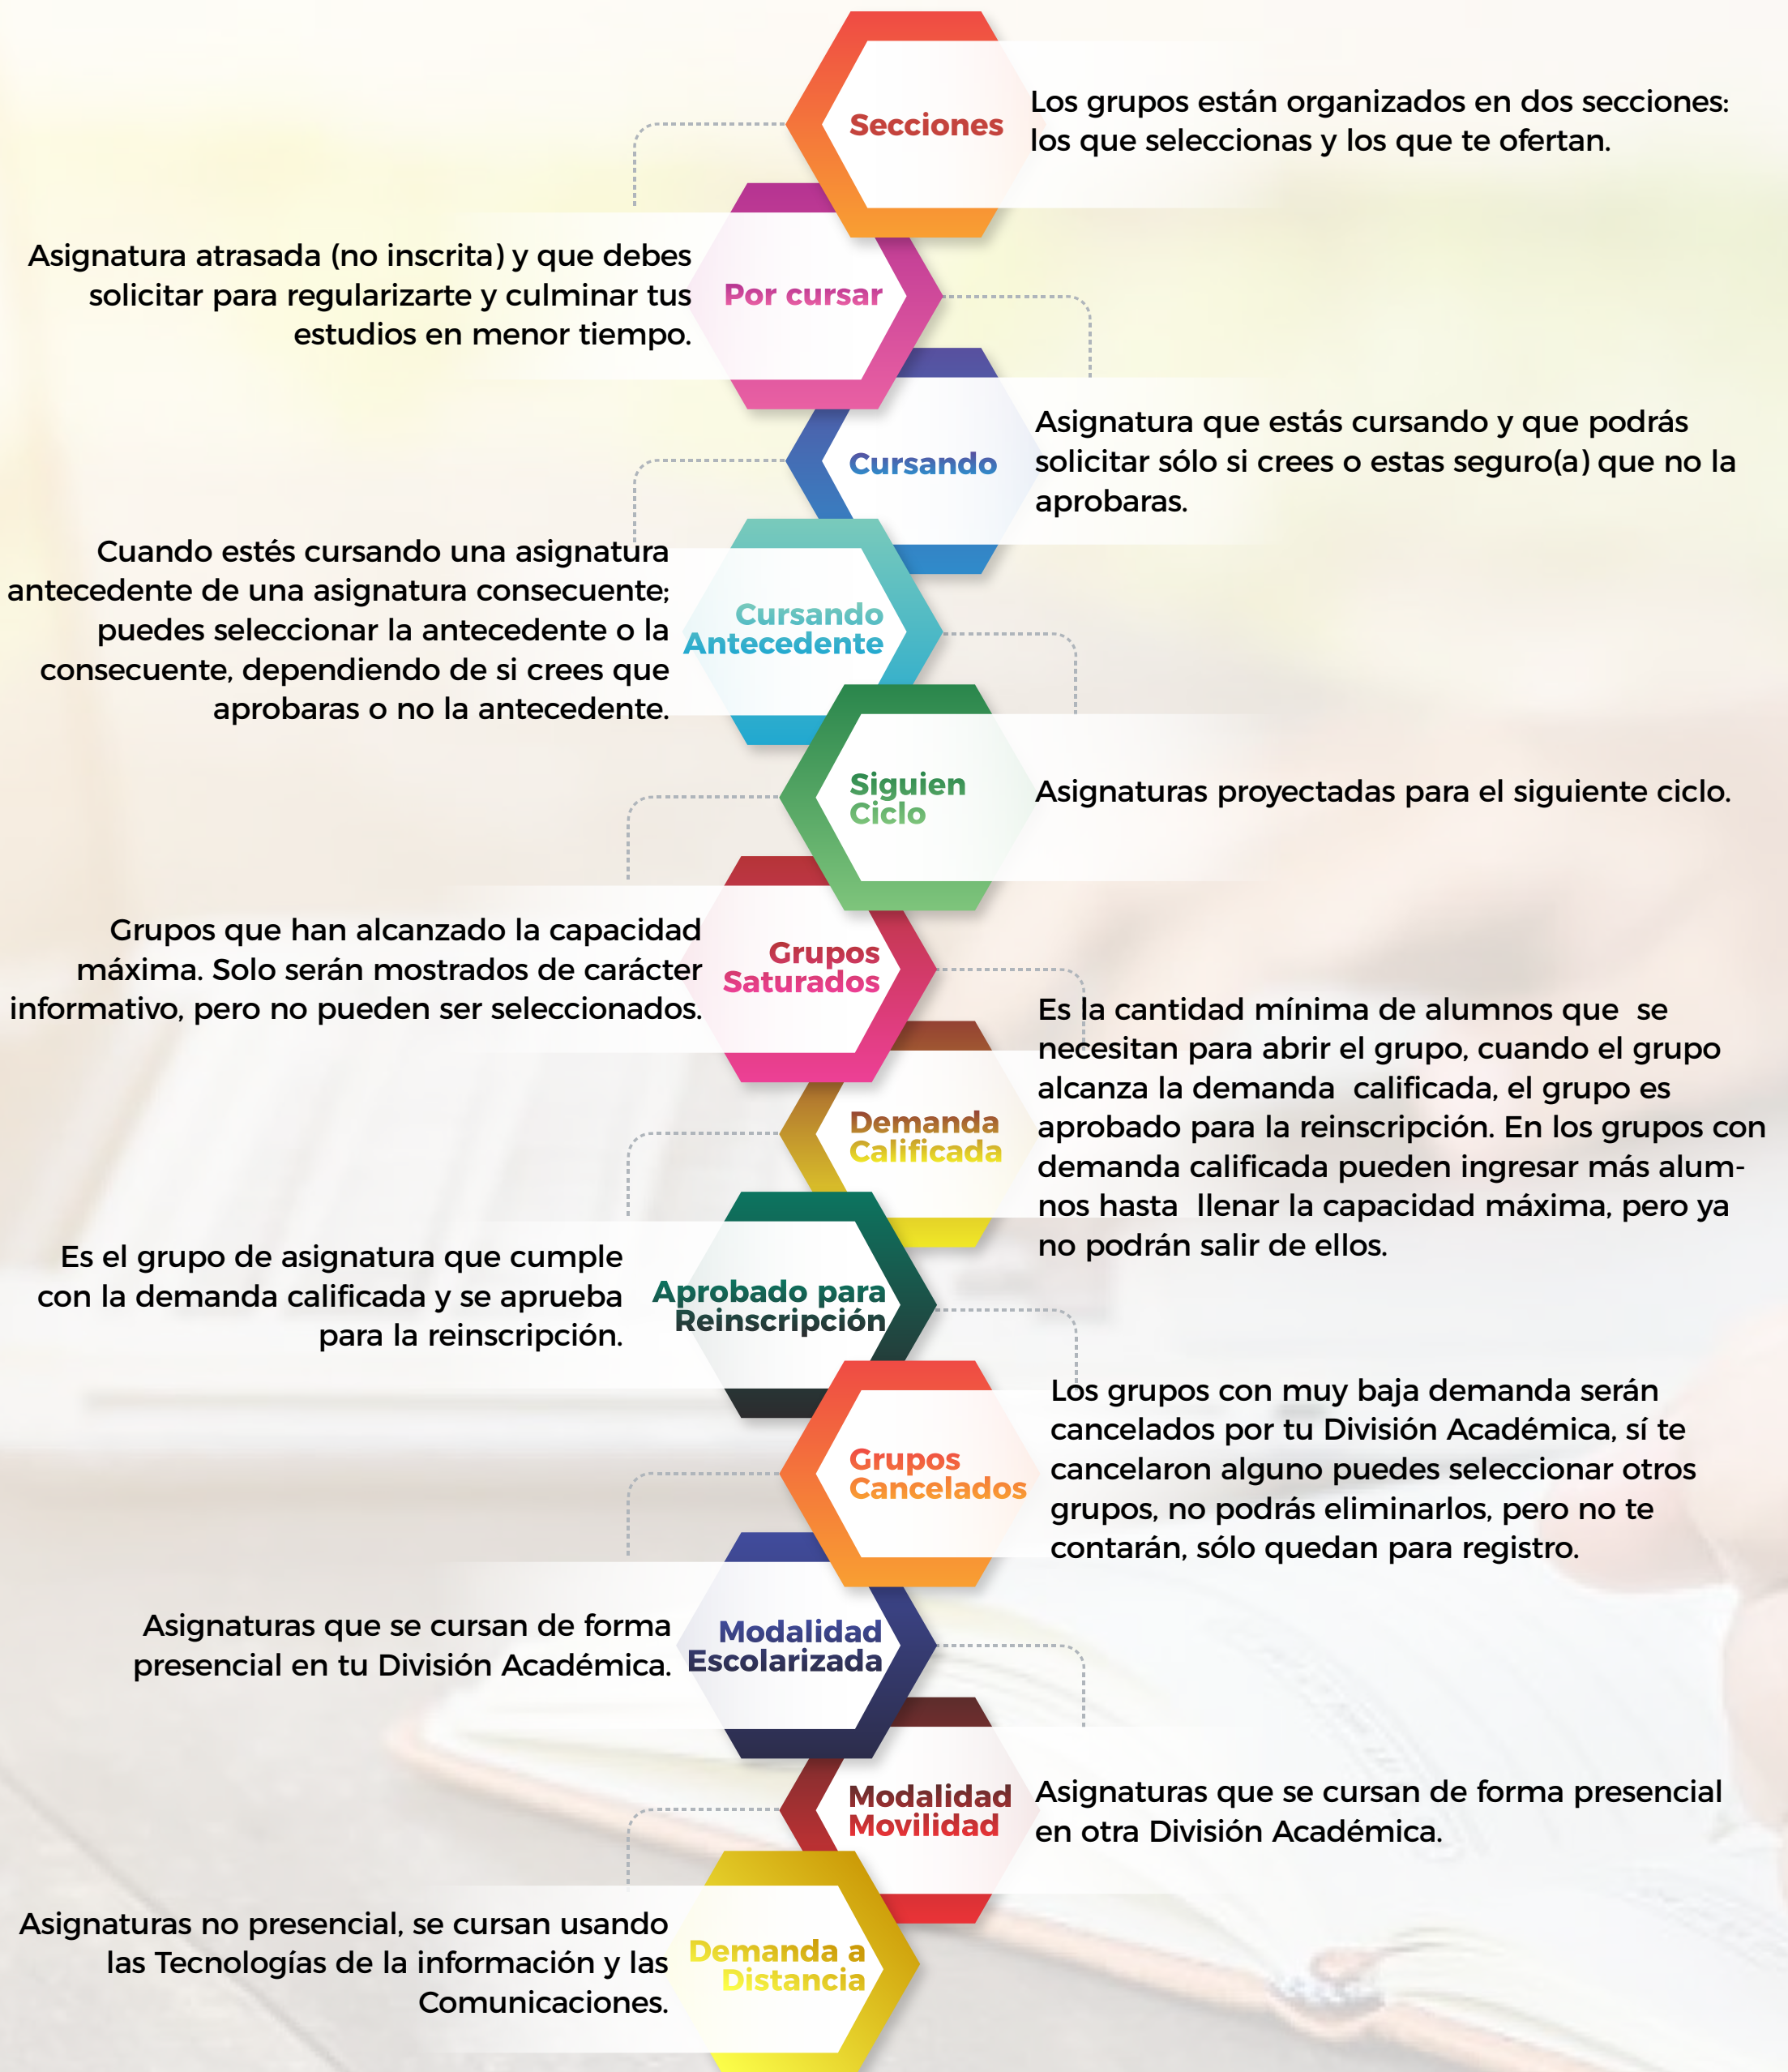 Secciones
Los grupos están organizados en dos secciones:
los que seleccionas y los que te ofertan.
Por cursar
Asignatura atrasada (no inscrita) y que debes
solicitar para regularizarte y culminar tus
estudios en menor tiempo.
Cursando
Asignatura que estás cursando y que podrás
solicitar sólo si crees o estas seguro(a) que no la
aprobaras.
Cursando
Antecedente
Cuando estés cursando una asignatura
antecedente de una asignatura consecuente;
puedes seleccionar la antecedente o la
consecuente, dependiendo de si crees que
aprobaras o no la antecedente.
Siguien
Ciclo
Asignaturas proyectadas para el siguiente ciclo.
Grupos
Saturados
Grupos que han alcanzado la capacidad
máxima. Solo serán mostrados de carácter
informativo, pero no pueden ser seleccionados.
Demanda
Calificada
Es la cantidad mínima de alumnos que  se
necesitan para abrir el grupo, cuando el grupo
alcanza la demanda  calificada, el grupo es
aprobado para la reinscripción. En los grupos con
demanda calificada pueden ingresar más alum-
nos hasta  llenar la capacidad máxima, pero ya
no podrán salir de ellos.
Aprobado para
Reinscripción
Es el grupo de asignatura que cumple
con la demanda calificada y se aprueba
para la reinscripción.
Grupos
Cancelados
Los grupos con muy baja demanda serán
cancelados por tu División Académica, sí te
cancelaron alguno puedes seleccionar otros
grupos, no podrás eliminarlos, pero no te
contarán, sólo quedan para registro.
Modalidad
Escolarizada
Asignaturas que se cursan de forma
presencial en tu División Académica.
Modalidad
Movilidad
Asignaturas que se cursan de forma presencial
en otra División Académica.
Demanda a
Distancia
Asignaturas no presencial, se cursan usando
las Tecnologías de la información y las
Comunicaciones.